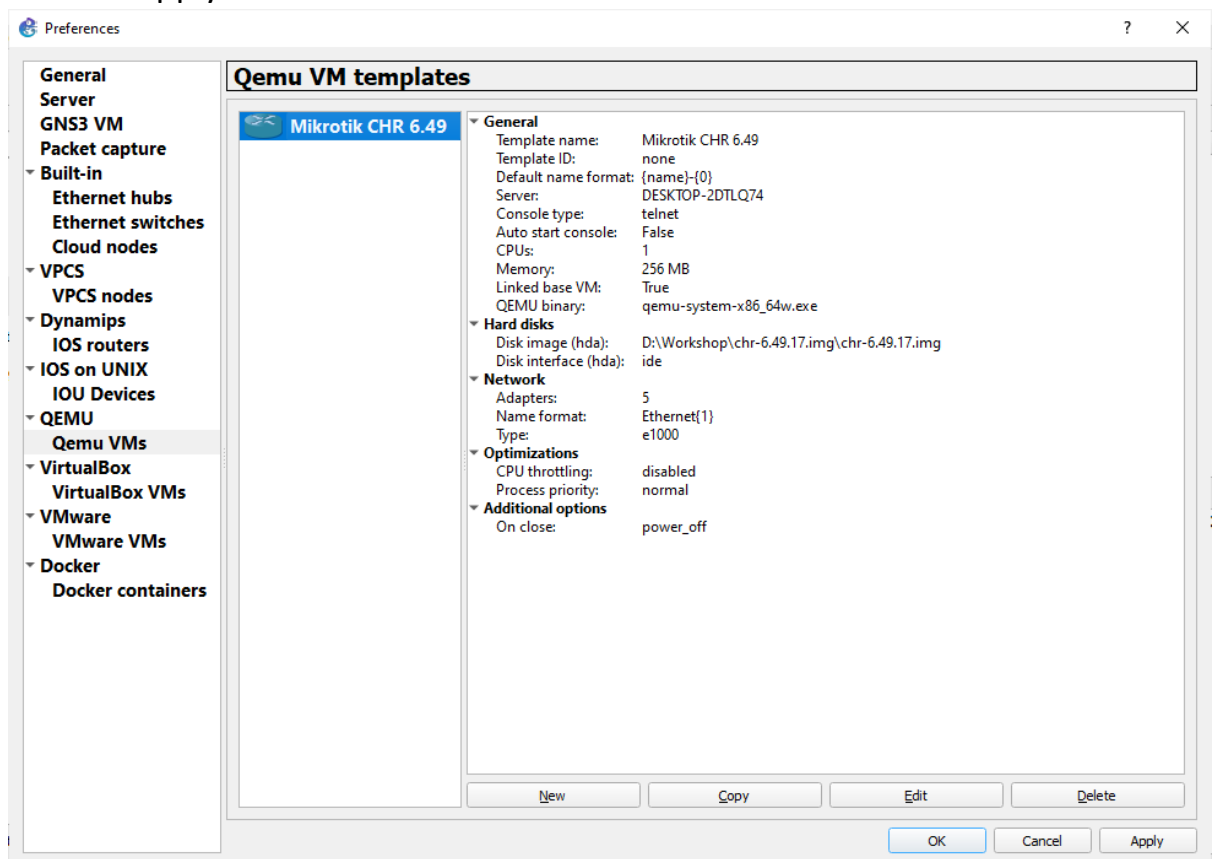 Preferences
?
General
Server
GNS3 VM
Packet capture
Built-in
Ethernet hubs
Ethernet switches
Cloud nodes
VPCS
VPCS nodes
Dynamips
IOS routers
IOS on UNIX
IOU Devices
QEMU
Qemu VMs
VirtualBox
VirtualBox VMs
VMware
VMware VMs
Docker
Docker containers
Qemu VM templates
Mikrotik CHR 6.49
General
Template name: Mikrotik CHR 6.49
Template ID: none
Default name format: {name}-{0}
Server: DESKTOP-2DTLQ74
Console type: telnet
Auto start console: False
CPUs: 1
Memory: 256 MB
Linked base VM: True
QEMU binary: qemu-system-x86_64w.exe
Hard disks
Disk image (hda): D:\Workshop\chr-6.49.17.img\chr-6.49.17.img
Disk interface (hda): ide
Network
Adapters: 5
Name format: Ethernet{1}
Type: e1000
Optimizations
CPU throttling: disabled
Process priority: normal
Additional options
On close: power_off
New Copy Edit Delete
OK Cancel Apply